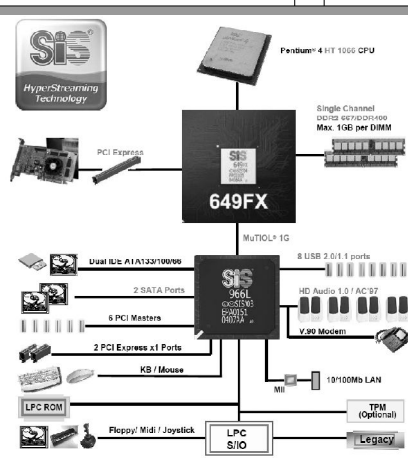 SiS
HyperStreaming
Technology
Pentium® 4 HT 1066 CPU
Single Channel
DDR2-667/DDR400
Max. 1GB per DIMM
PCI Express
SiS
649FX
MuTIOL® 1G
Dual IDE ATA133/100/66
8 USB 2.0/1.1 ports
SiS
966L
2 SATA Ports
HD Audio 1.0 / AC'97
6 PCI Masters
V.90 Modem
2 PCI Express x1 Ports
KB / Mouse
MII
10/100Mb LAN
LPC ROM
TPM
(Optional)
Floppy/ Midi / Joystick
LPC
S/IO
Legacy